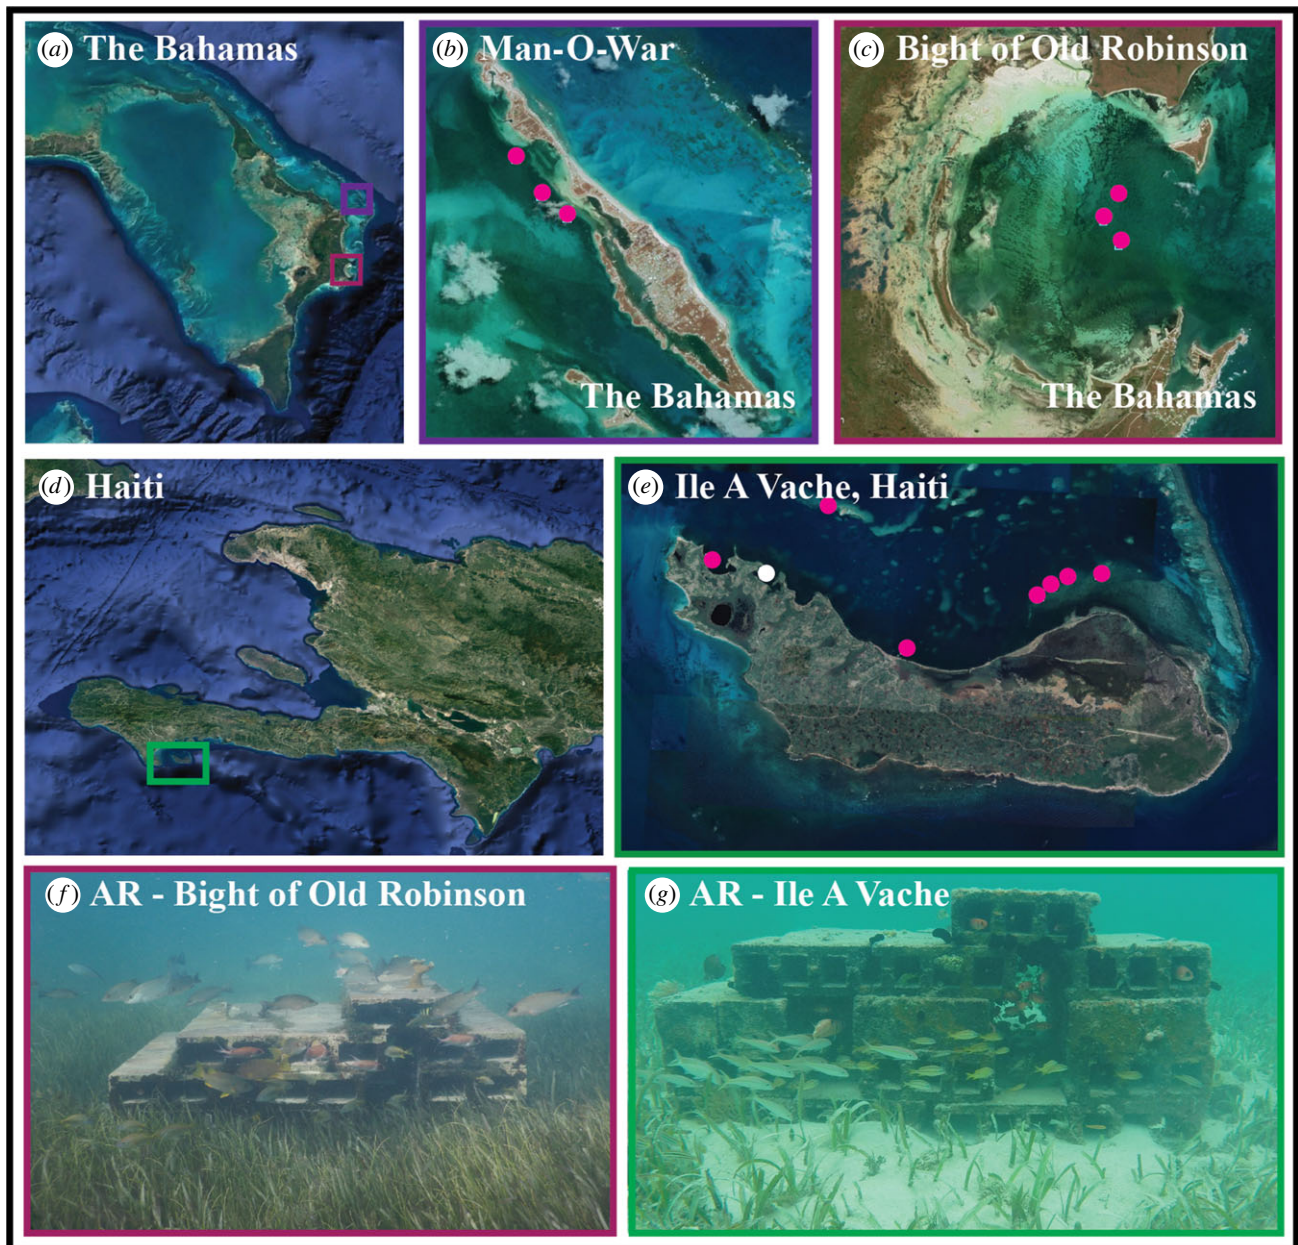 (a) The Bahamas
(b) Man-O-War
The Bahamas
(c) Bight of Old Robinson
The Bahamas
(d) Haiti
(e) Ile A Vache, Haiti
(f) AR - Bight of Old Robinson
(g) AR - Ile A Vache